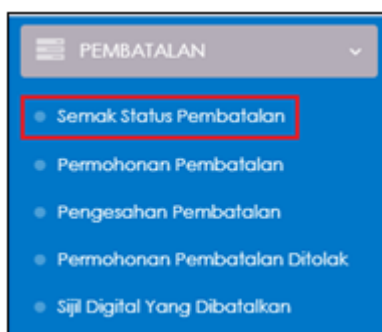 PEMBATALAN
Semak Status Pembatalan
Permohonan Pembatalan
Pengesahan Pembatalan
Permohonan Pembatalan Ditolak
Sijil Digital Yang Dibatalkan